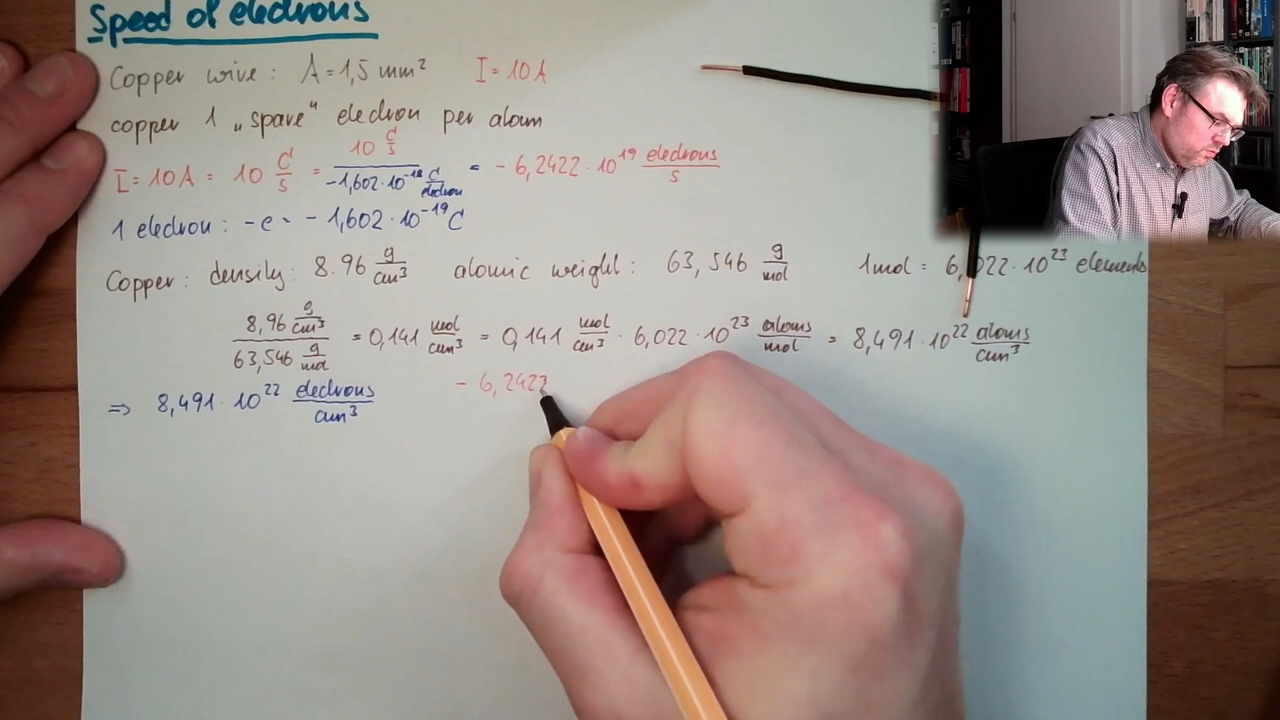 Speed of electrons
Copper wire: A = 1,5 mm² I = 10 A
copper 1 „spare" electron per atom
I = 10 A = 10 C/s = (10 C/s)/(-1,602·10⁻¹⁹ C/electron) = - 6,2422·10¹⁹ electrons/s
1 electron: -e = - 1,602·10⁻¹⁹ C
Copper: density: 8.96 g/cm³ atomic weight: 63,546 g/mol 1mol = 6,022·10²³ elements
(8,96 g/cm³)/(63,546 g/mol) = 0,141 mol/cm³ = 0,141 mol/cm³ · 6,022·10²³ atoms/mol = 8,491·10²² atoms/cm³
⇒ 8,491·10²² electrons/cm³ - 6,2422